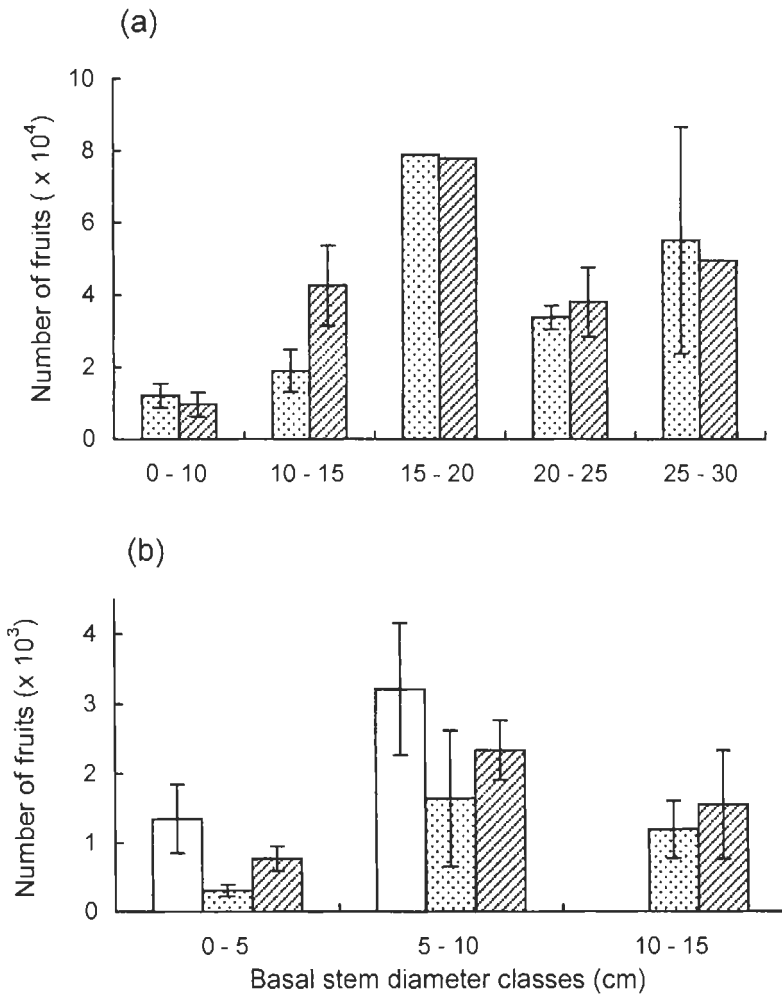 (a)
Number of fruits ( x 10⁴)
10
8
6
4
2
0
0 - 10 10 - 15 15 - 20 20 - 25 25 - 30
(b)
Number of fruits (x 10³)
4
3
2
1
0
0 - 5 5 - 10 10 - 15
Basal stem diameter classes (cm)